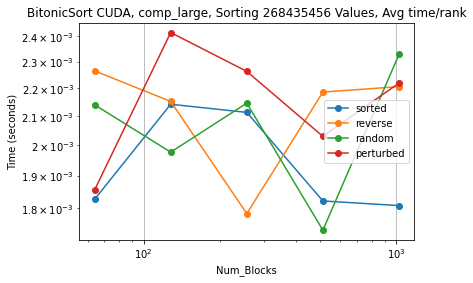 BitonicSort CUDA, comp_large, Sorting 268435456 Values, Avg time/rank
2.4 × 10⁻³
2.3 × 10⁻³
2.2 × 10⁻³
2.1 × 10⁻³
2 × 10⁻³
1.9 × 10⁻³
1.8 × 10⁻³
Time (seconds)
sorted
reverse
random
perturbed
10²
10³
Num_Blocks